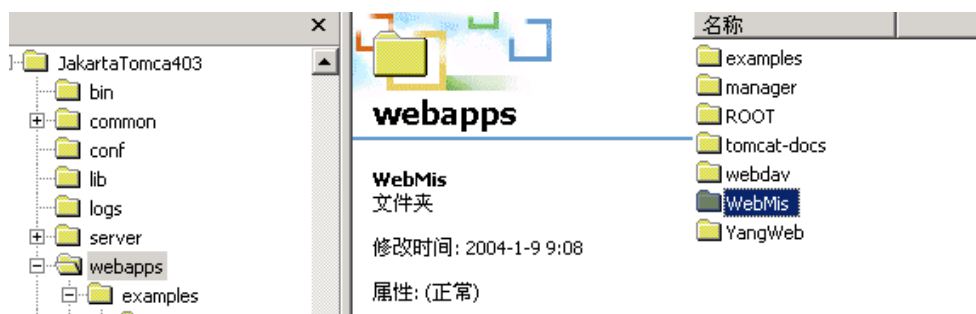 JakartaTomca403
bin
common
conf
lib
logs
server
webapps
examples
webapps
WebMis
文件夹
修改时间: 2004-1-9 9:08
属性: (正常)
名称
examples
manager
ROOT
tomcat-docs
webdav
WebMis
YangWeb